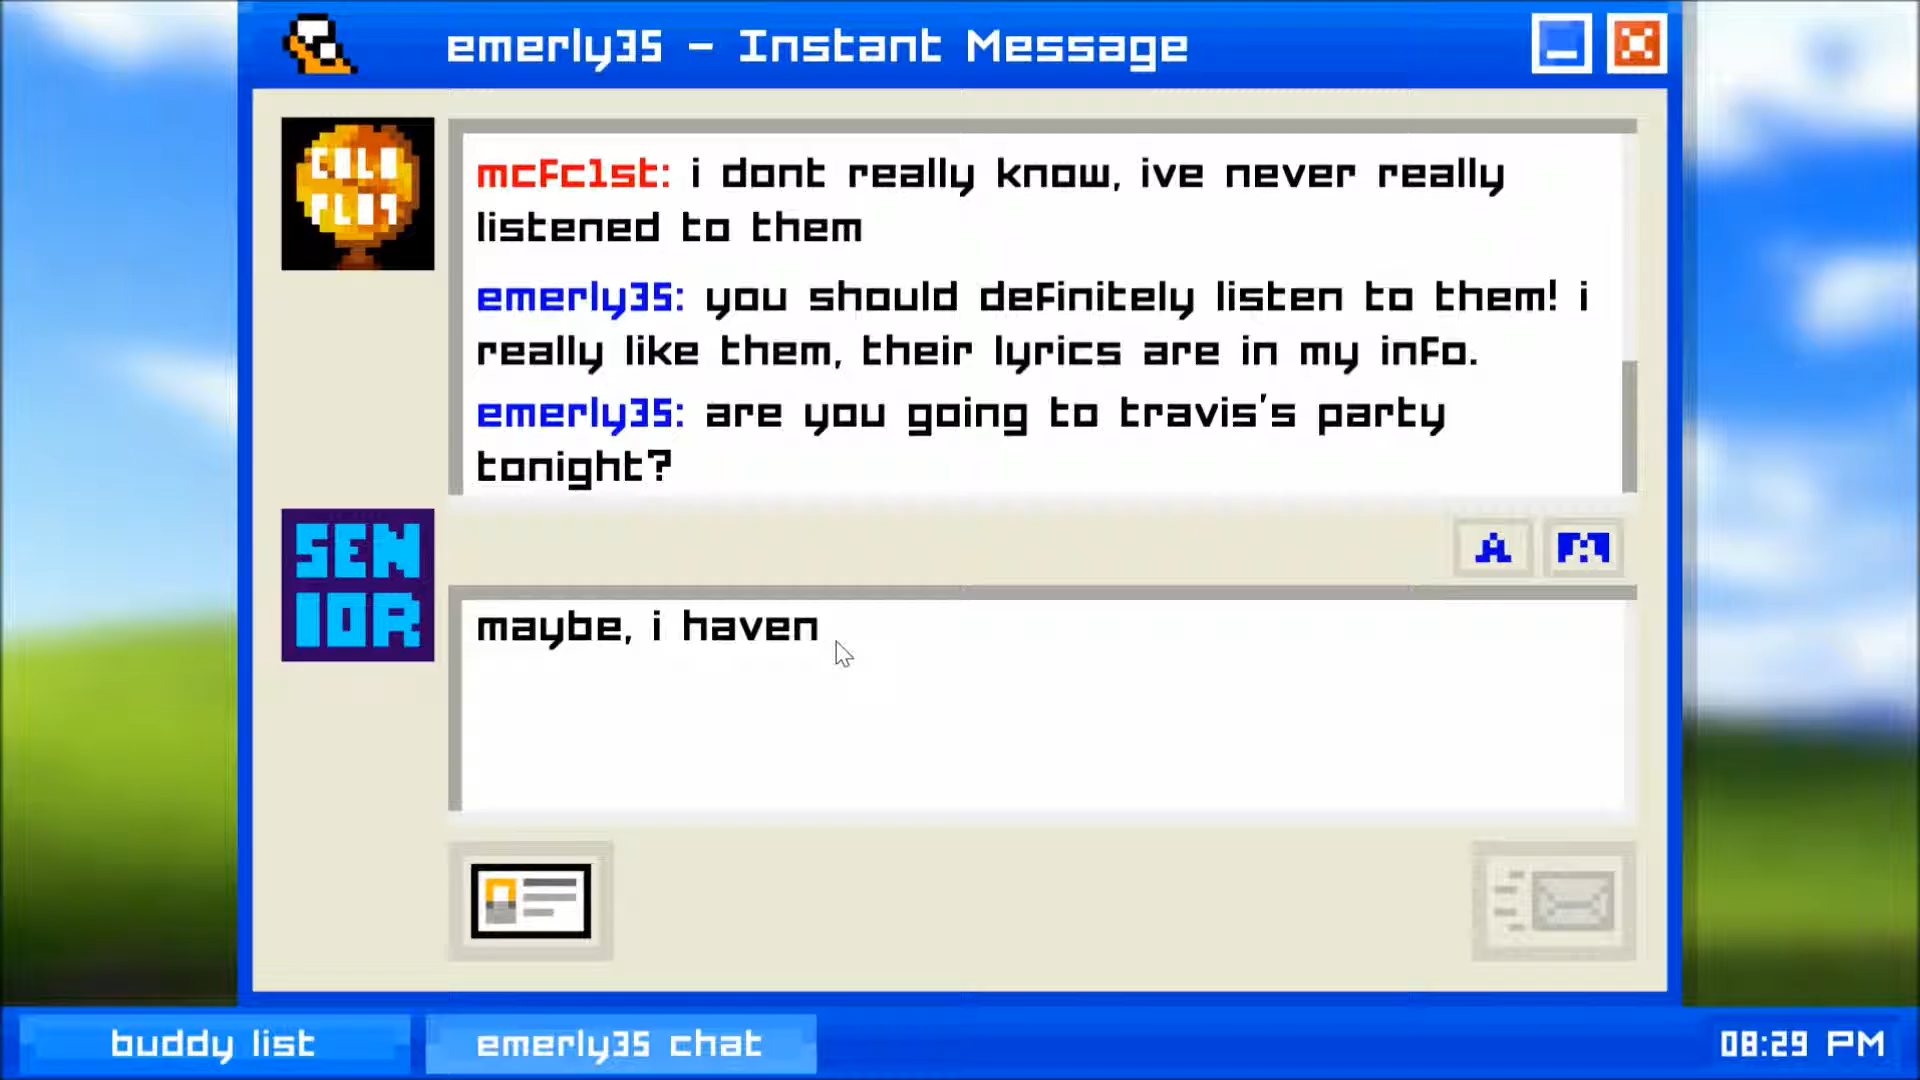 emerly35 - Instant Message
COLD
PLAY
mcfc1st: i dont really know, ive never really
listened to them
emerly35: you should definitely listen to them! i
really like them, their lyrics are in my info.
emerly35: are you going to travis's party
tonight?
SEN
IOR
A M
maybe, i haven
buddy list
emerly35 chat
08:29 PM